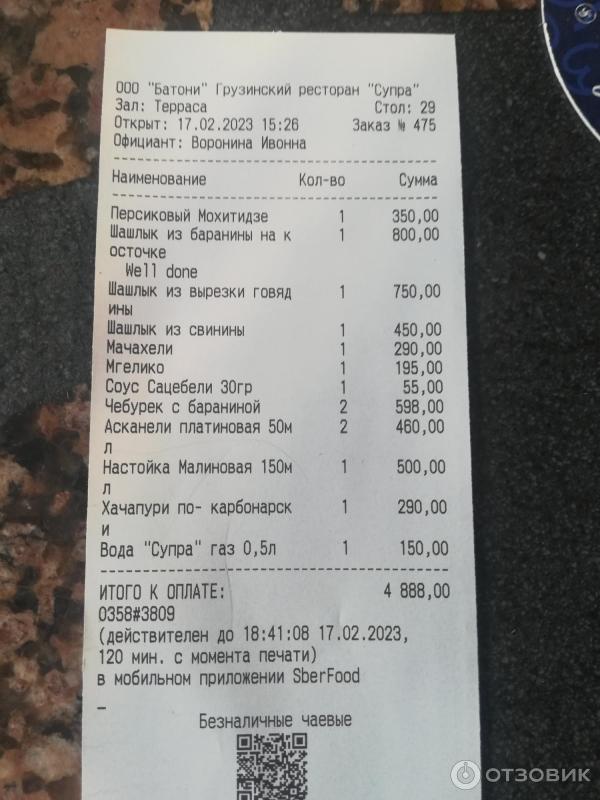 ООО "Батони" Грузинский ресторан "Супра"
Зал: Терраса Стол: 29
Открыт: 17.02.2023 15:26 Заказ № 475
Официант: Воронина Ивонна
Наименование Кол-во Сумма
Персиковый Мохитидзе 1 350,00
Шашлык из баранины на к 1 800,00
осточке
Well done
Шашлык из вырезки говяд 1 750,00
ины
Шашлык из свинины 1 450,00
Мачахели 1 290,00
Мгелико 1 195,00
Соус Сацебели 30гр 1 55,00
Чебурек с бараниной 2 598,00
Асканели платиновая 50м 2 460,00
л
Настойка Малиновая 150м 1 500,00
л
Хачапури по- карбонарск 1 290,00
и
Вода "Супра" газ 0,5л 1 150,00
ИТОГО К ОПЛАТЕ: 4 888,00
0358#3809
(действителен до 18:41:08 17.02.2023,
120 мин. с момента печати)
в мобильном приложении SberFood
_
Безналичные чаевые
ОТЗОВИК